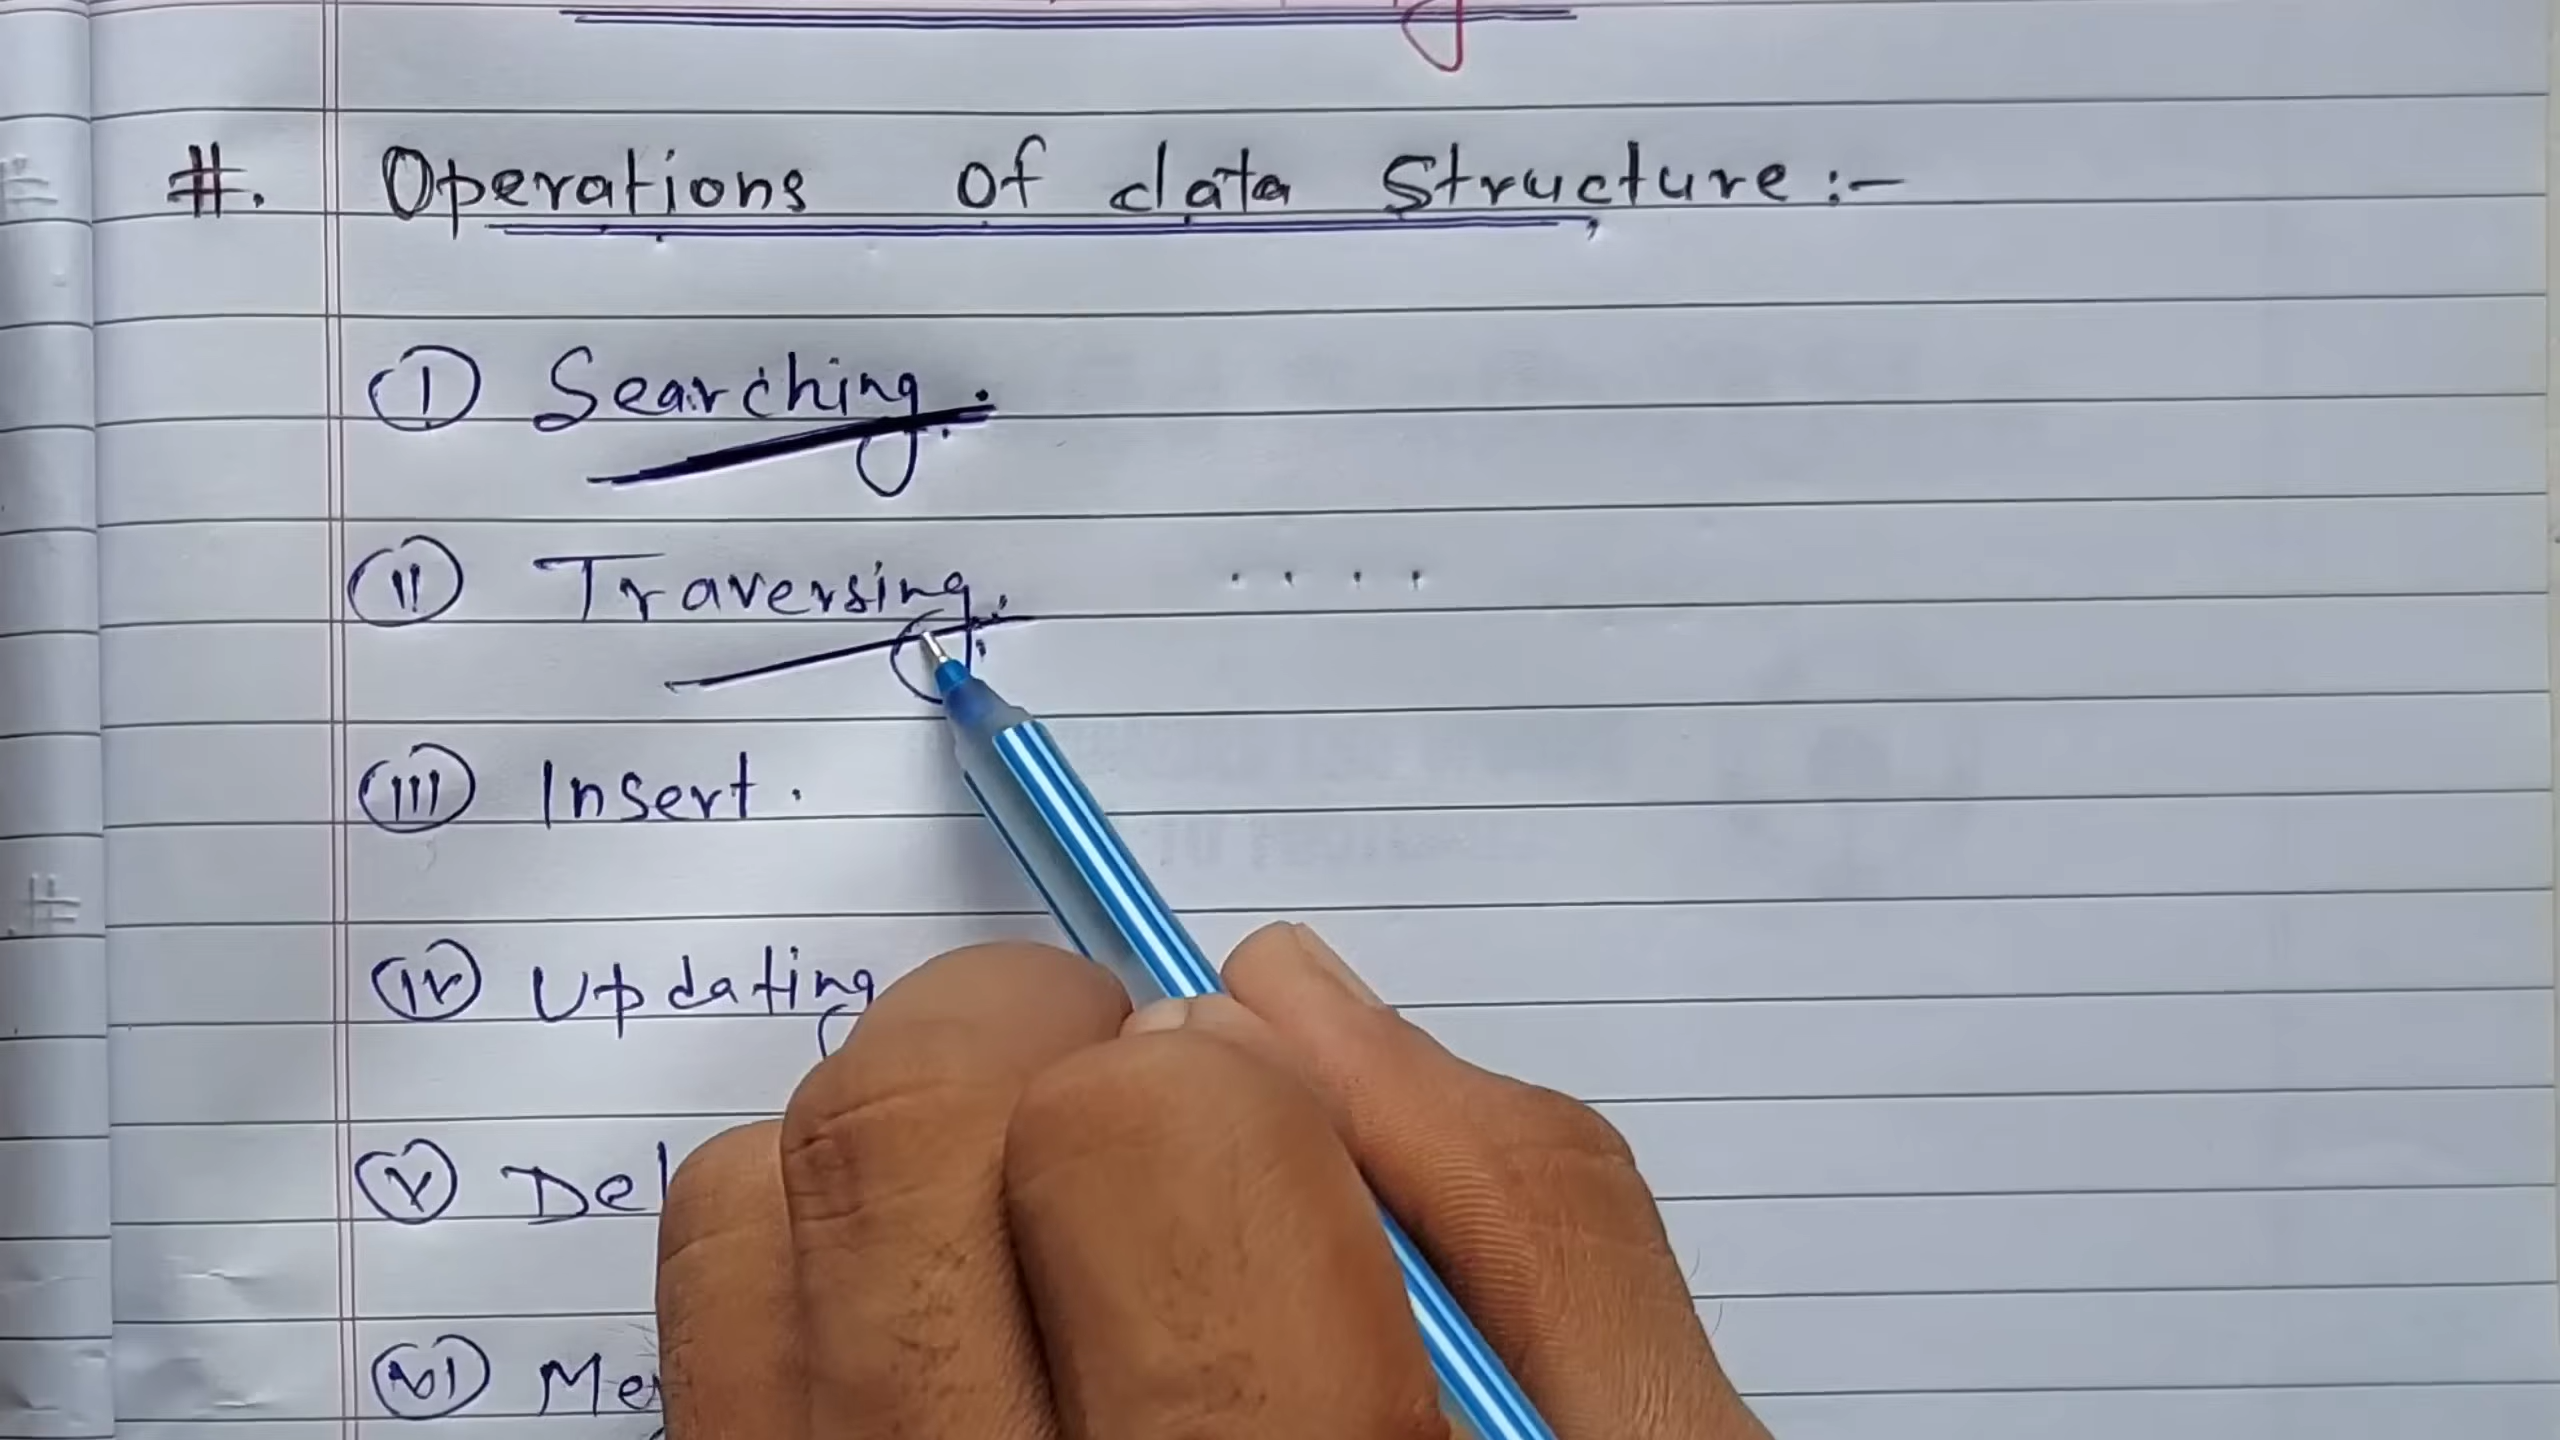 #. Operations of data Structure:-
(I) Searching.
(II) Traversing.
(III) Insert.
(IV) Updating
(V) Del
(VI) Me